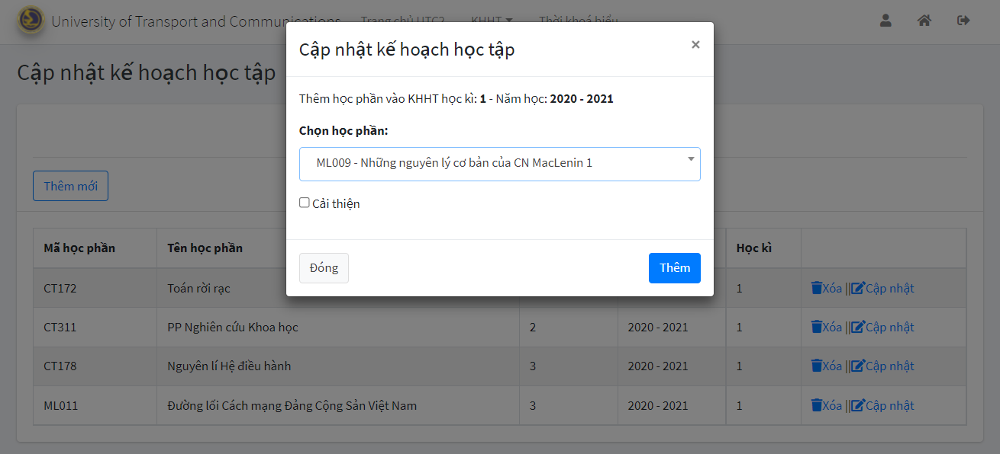 University of Transport and Communications Trang chủ UTC2 KHHT Thời khoá biểu
Cập nhật kế hoạch học tập
Cập nhật kế hoạch học tập ×
Thêm học phần vào KHHT học kì: 1 - Năm học: 2020 - 2021
Chọn học phần:
ML009 - Những nguyên lý cơ bản của CN MacLenin 1
Cải thiện
Đóng Thêm
Thêm mới
Mã học phần Tên học phần Học kì
CT172 Toán rời rạc 1 Xóa ||Cập nhật
CT311 PP Nghiên cứu Khoa học 2 2020 - 2021 1 Xóa ||Cập nhật
CT178 Nguyên lí Hệ điều hành 3 2020 - 2021 1 Xóa ||Cập nhật
ML011 Đường lối Cách mạng Đảng Cộng Sản Việt Nam 3 2020 - 2021 1 Xóa ||Cập nhật